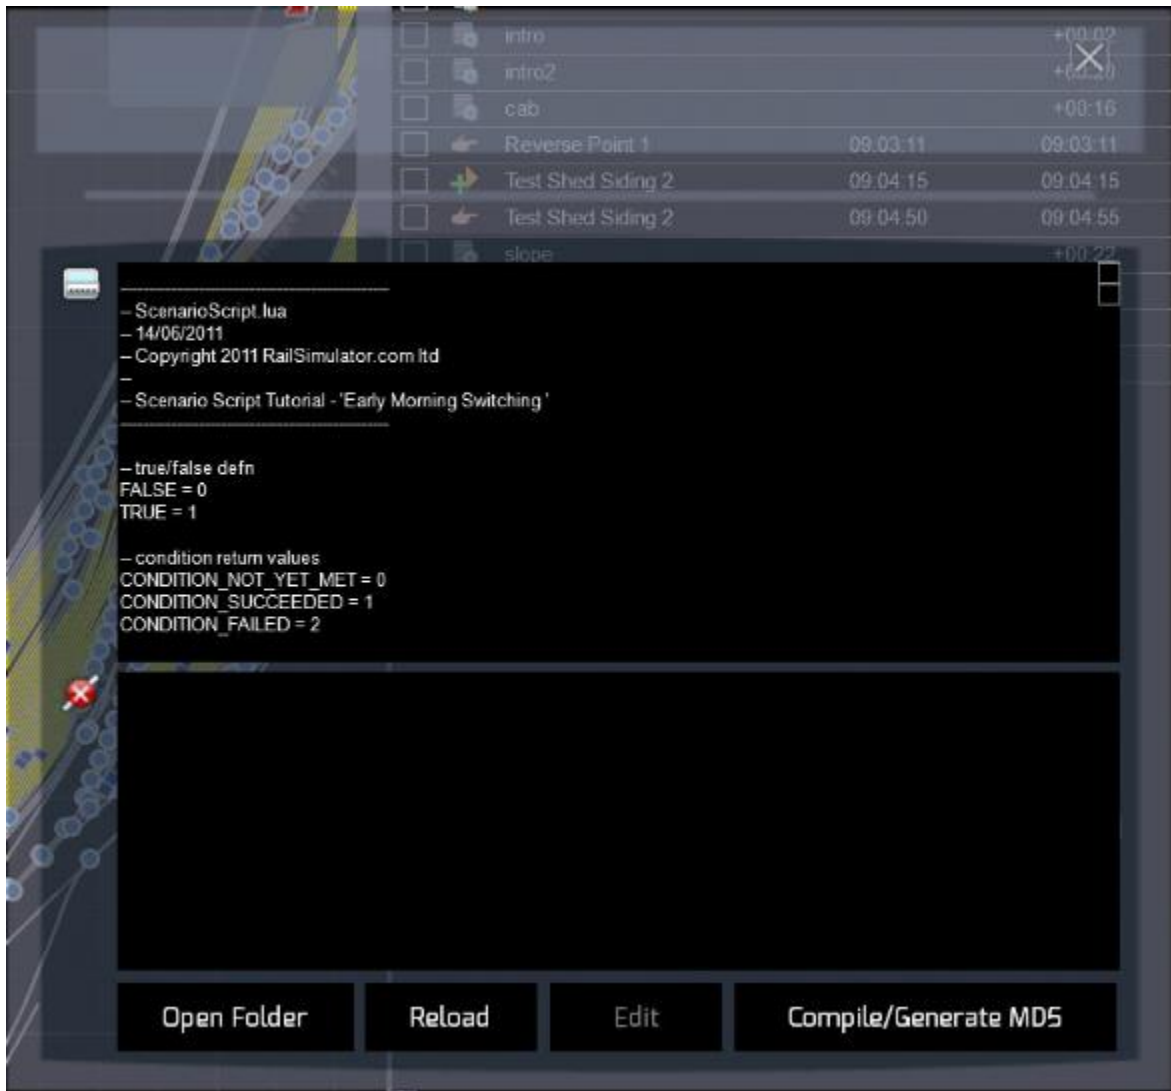 intro +00:02
intro2
cab +00:16
Reverse Point 1 09:03:11 09:03:11
Test Shed Siding 2 09:04:15 09:04:15
Test Shed Siding 2 09:04:50 09:04:55
slope +00:22
-- ScenarioScript.lua
-- 14/06/2011
-- Copyright 2011 RailSimulator.com ltd
--
-- Scenario Script Tutorial - 'Early Morning Switching '
-- true/false defn
FALSE = 0
TRUE = 1
-- condition return values
CONDITION_NOT_YET_MET = 0
CONDITION_SUCCEEDED = 1
CONDITION_FAILED = 2
Open Folder Reload Edit Compile/Generate MD5